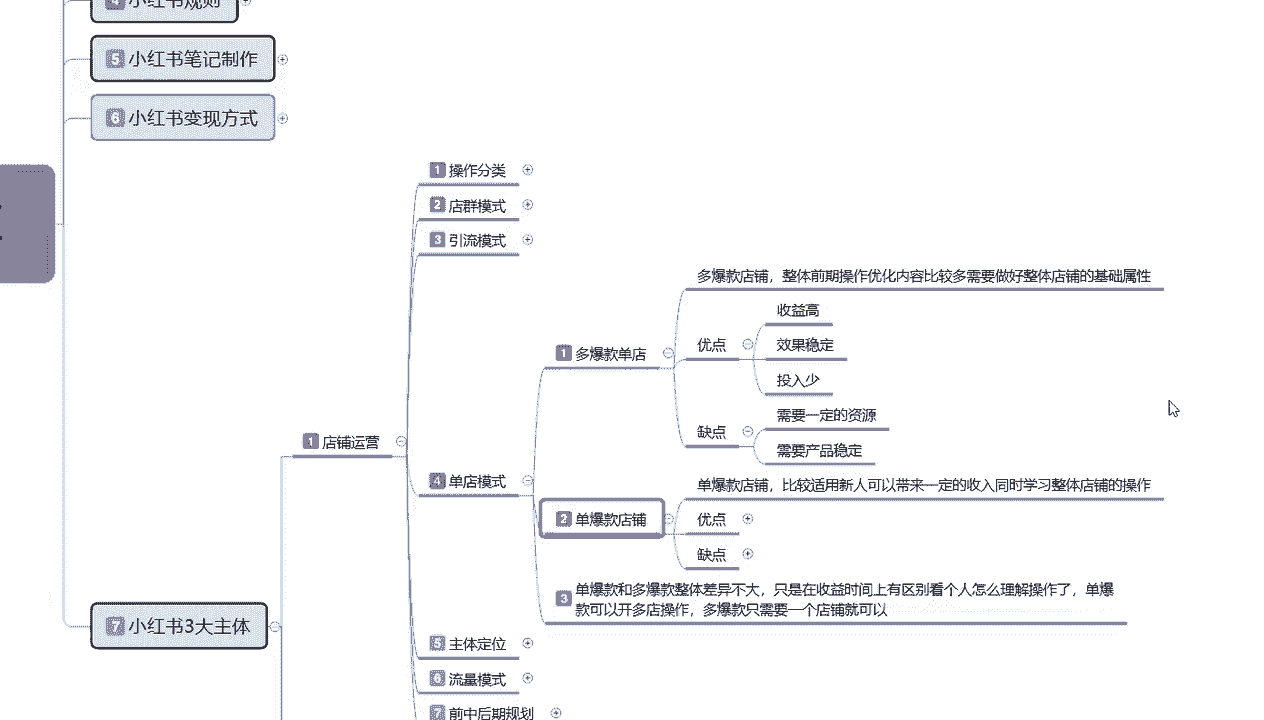 4 小红书规则
5 小红书笔记制作
6 小红书变现方式
7 小红书3大主体
1 店铺运营
1 操作分类
2 店群模式
3 引流模式
4 单店模式
1 多爆款单店
多爆款店铺，整体前期操作优化内容比较多需要做好整体店铺的基础属性
优点
收益高
效果稳定
投入少
缺点
需要一定的资源
需要产品稳定
2 单爆款店铺
单爆款店铺，比较适用新人可以带来一定的收入同时学习整体店铺的操作
优点
缺点
3 单爆款和多爆款整体差异不大，只是在收益时间上有区别看个人怎么理解操作了，单爆
款可以开多店操作，多爆款只需要一个店铺就可以
5 主体定位
6 流量模式
7 前中后期规划